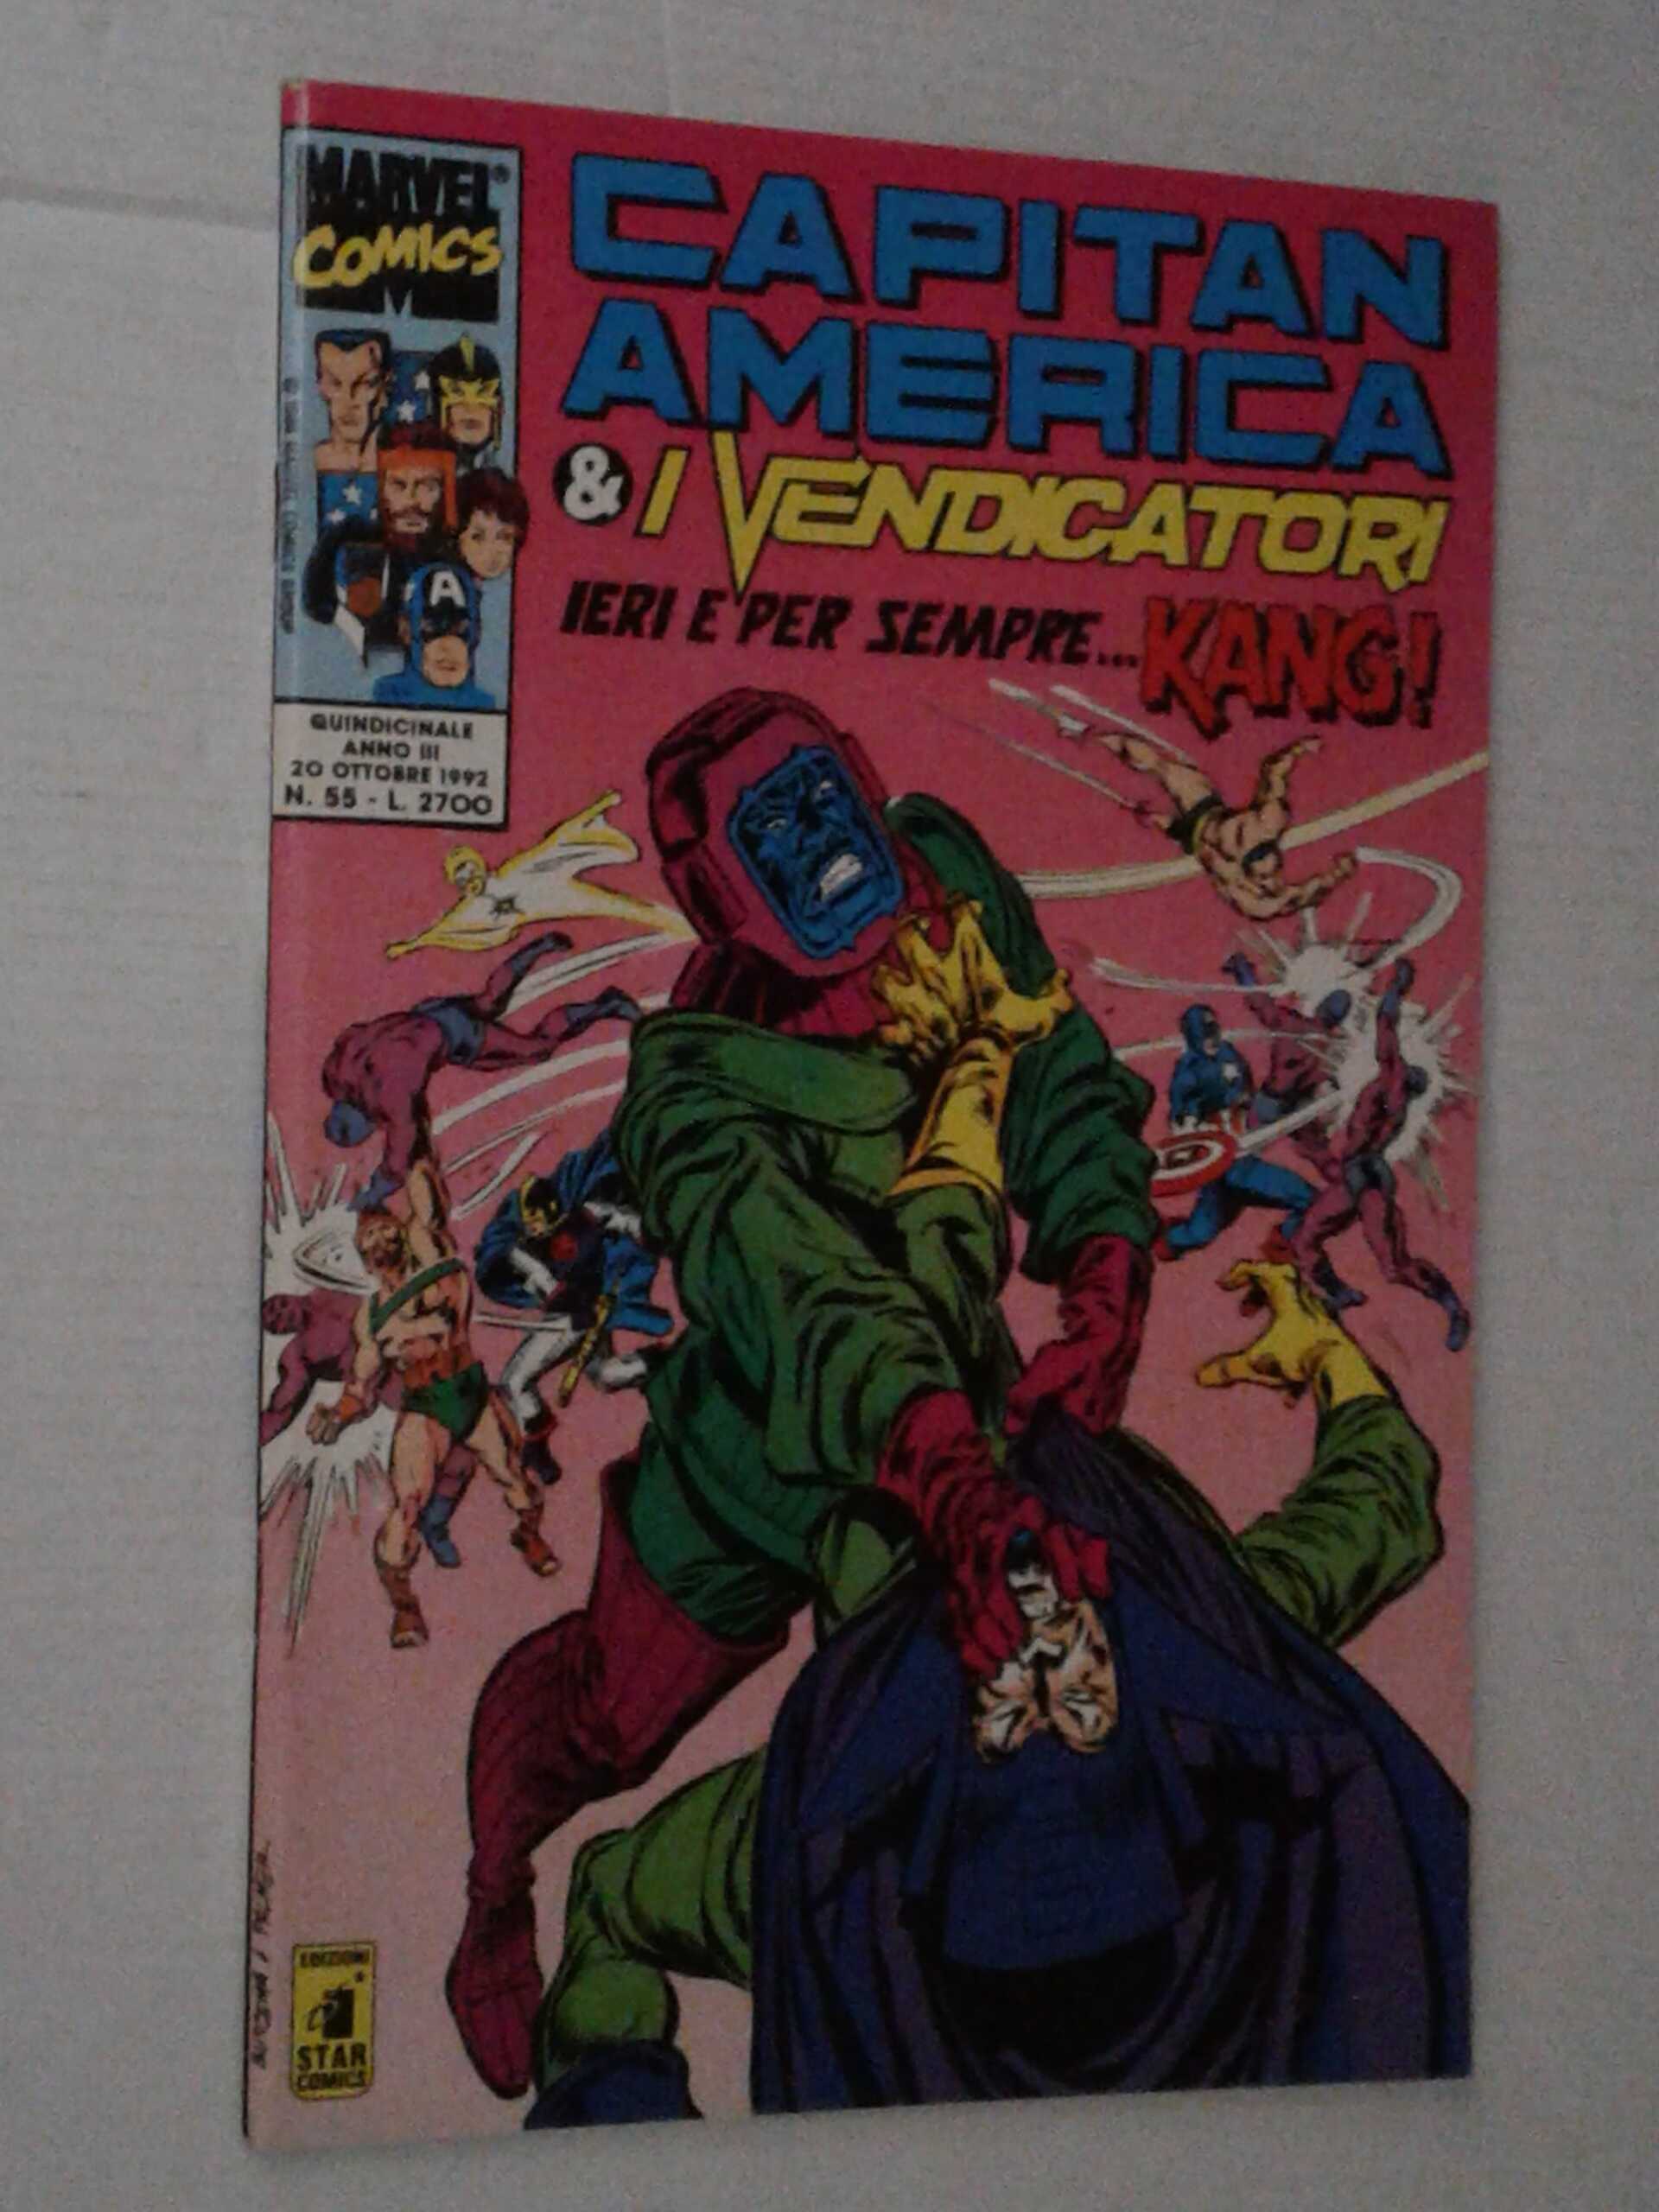 MARVEL®
COMICS
CAPITAN
AMERICA
& I VENDICATORI
IERI E PER SEMPRE... KANG!
A
QUINDICINALE
ANNO III
20 OTTOBRE 1992
N. 55 - L. 2700
EDIZIONI
STAR
COMICS